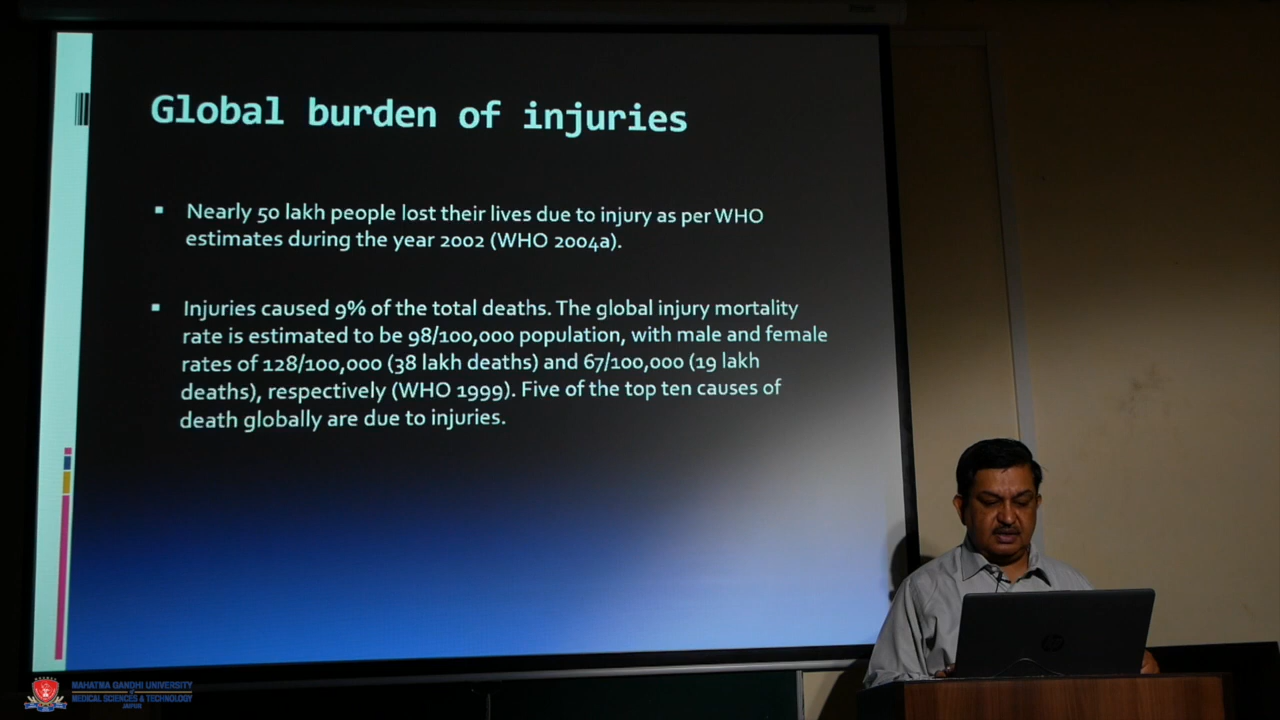 Global burden of injuries
Nearly 50 lakh people lost their lives due to injury as per WHO
estimates during the year 2002 (WHO 2004a).
Injuries caused 9% of the total deaths. The global injury mortality
rate is estimated to be 98/100,000 population, with male and female
rates of 128/100,000 (38 lakh deaths) and 67/100,000 (19 lakh
deaths), respectively (WHO 1999). Five of the top ten causes of
death globally are due to injuries.
hp
MAHATMA GANDHI UNIVERSITY
of
MEDICAL SCIENCES & TECHNOLOGY
JAIPUR